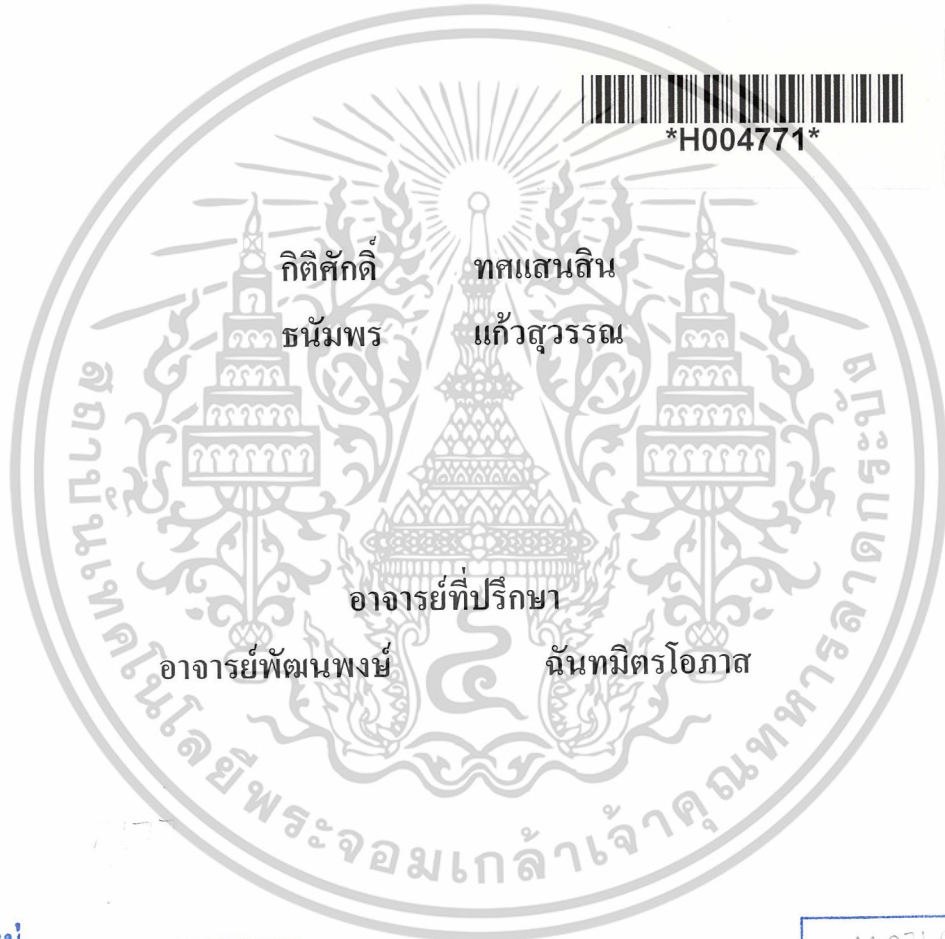 *H004771*
กิติศักดิ์ ทศแสนสิน
ธนัมพร แก้วสุวรรณ
อาจารย์ที่ปรึกษา
อาจารย์พัฒนพงษ์ ฉันทมิตรโอภาส
สถาบันเทคโนโลยีพระจอมเกล้าเจ้าคุณทหารลาดกระบัง